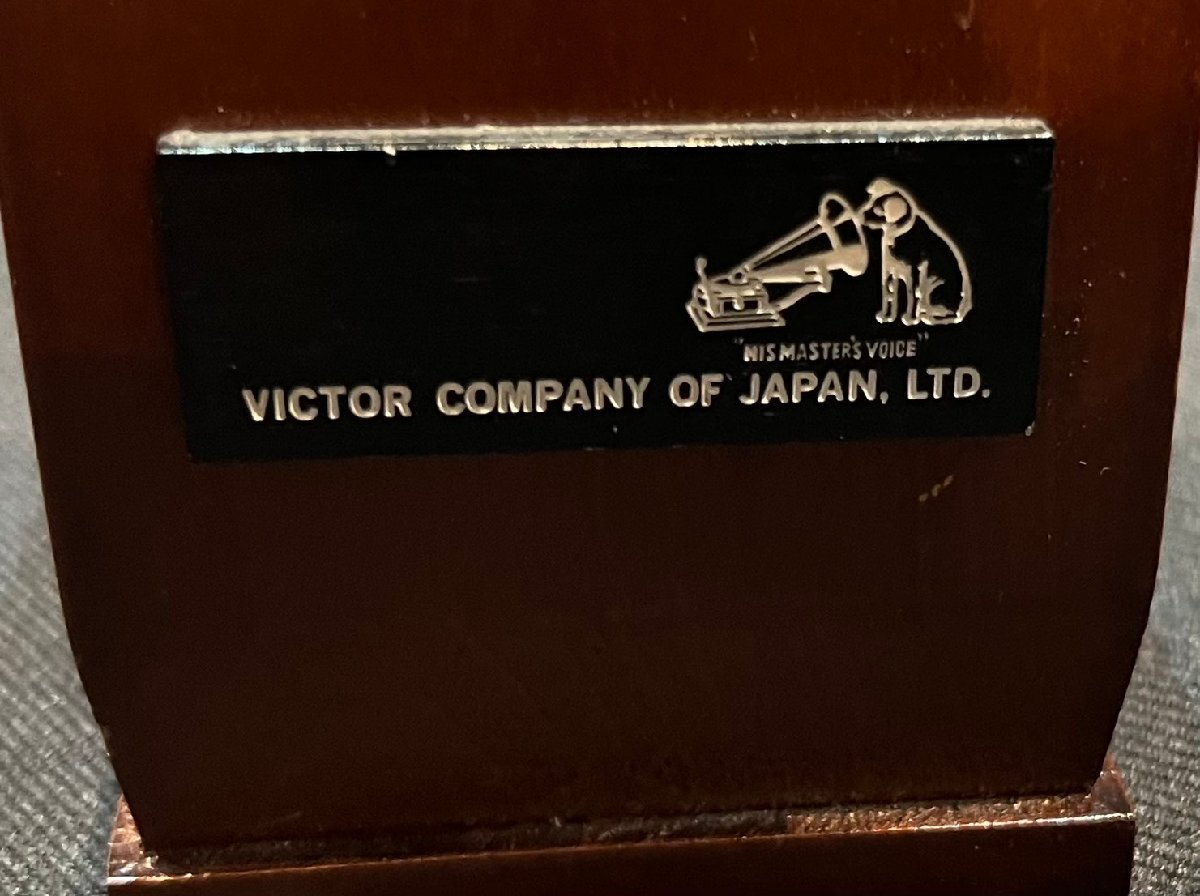 "HIS MASTER'S VOICE"
VICTOR COMPANY OF JAPAN, LTD.